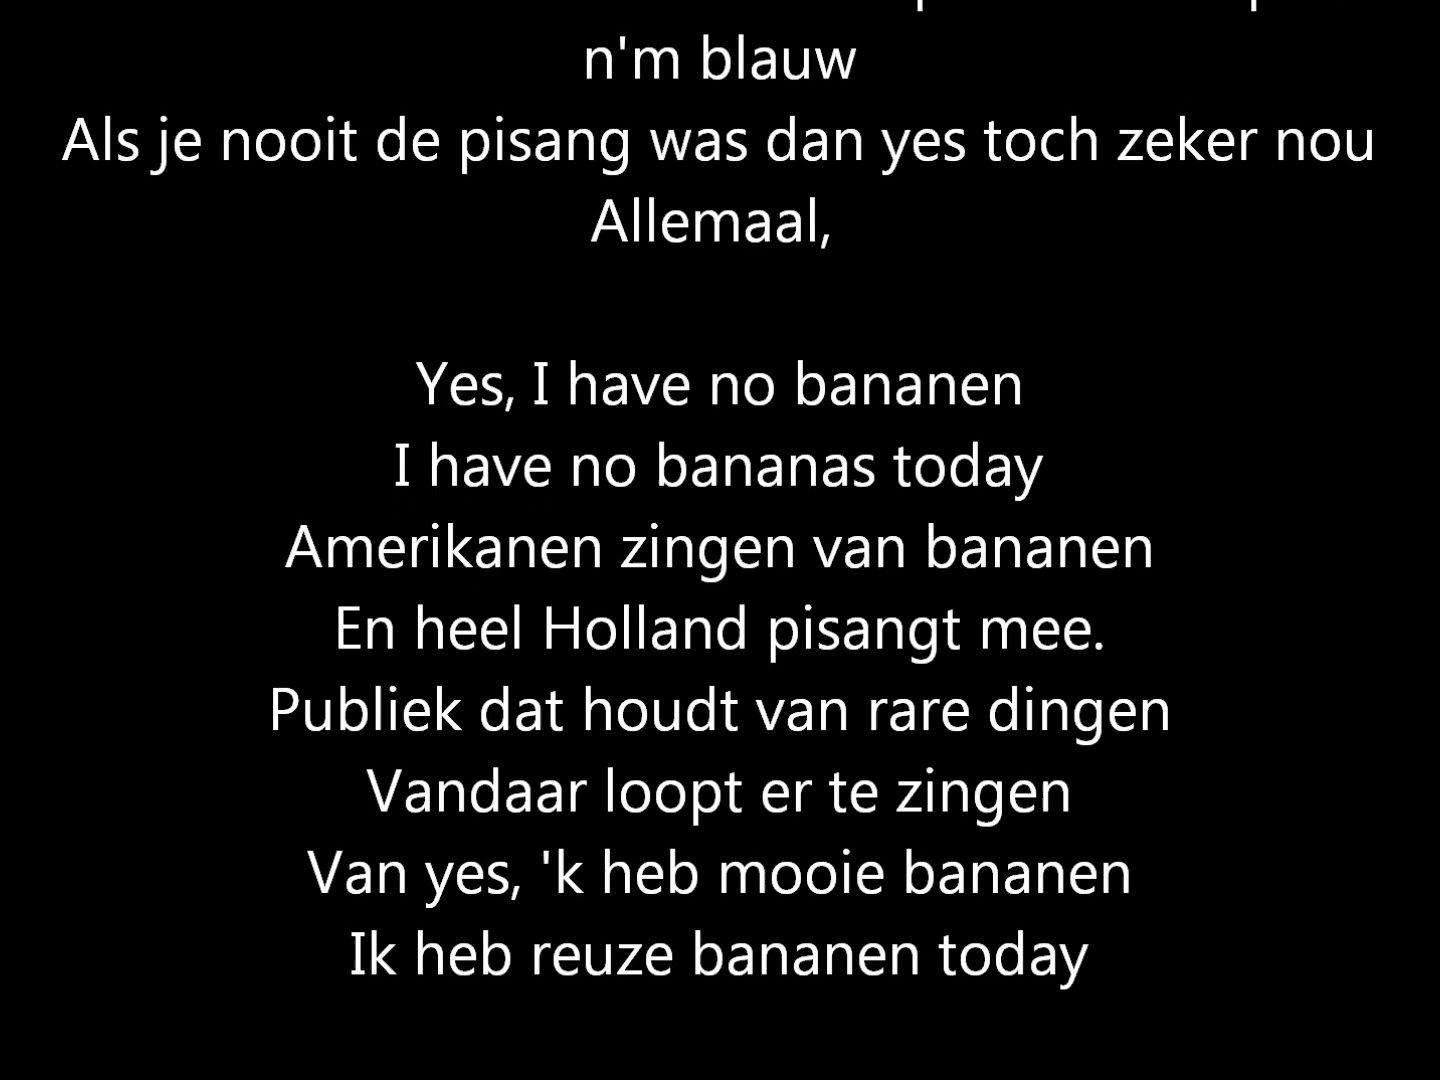 n'm blauw
Als je nooit de pisang was dan yes toch zeker nou
Allemaal,
Yes, I have no bananen
I have no bananas today
Amerikanen zingen van bananen
En heel Holland pisangt mee.
Publiek dat houdt van rare dingen
Vandaar loopt er te zingen
Van yes, 'k heb mooie bananen
Ik heb reuze bananen today